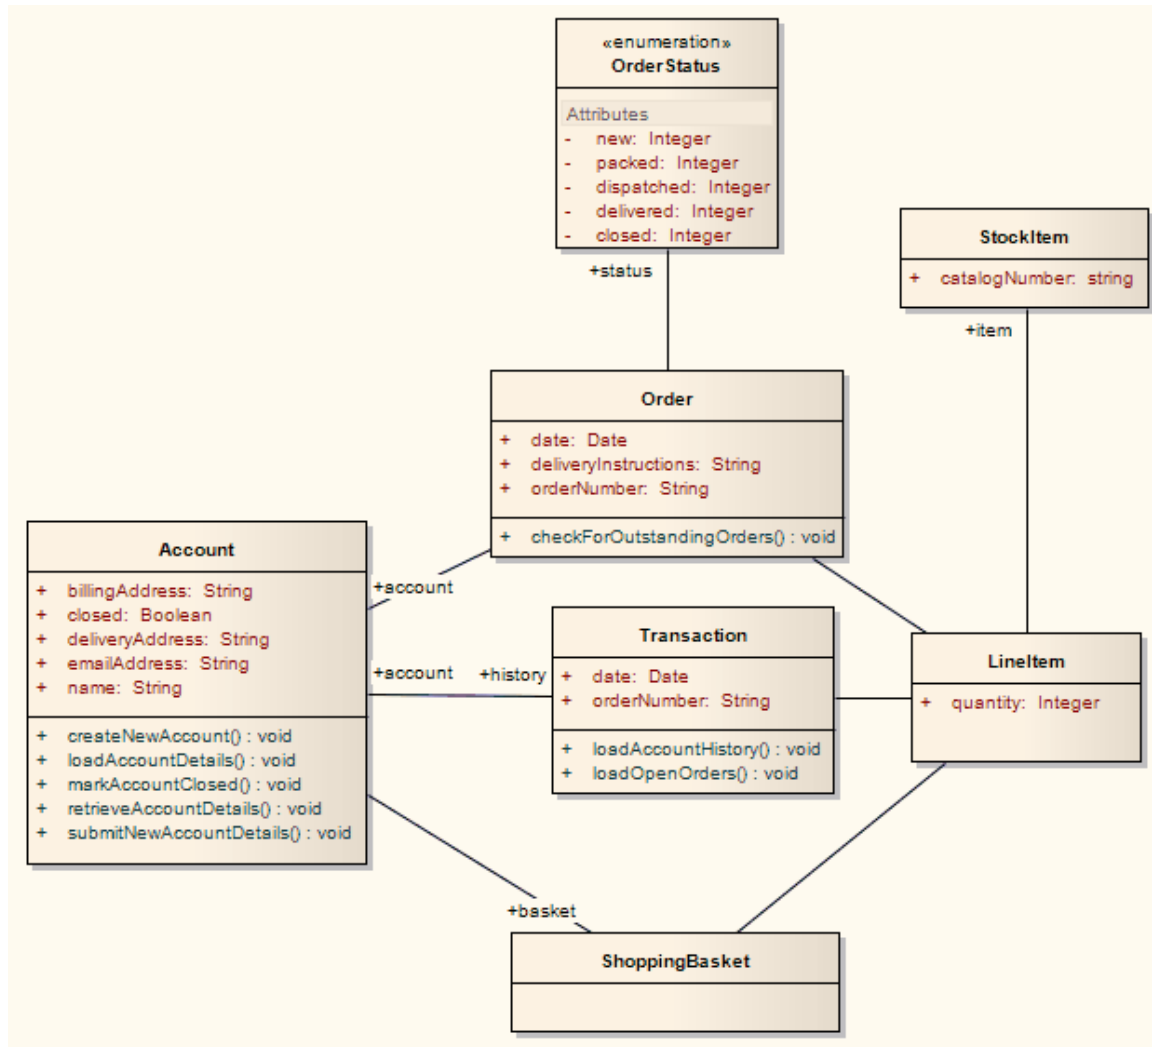 «enumeration»
OrderStatus
Attributes
- new: Integer
- packed: Integer
- dispatched: Integer
- delivered: Integer
- closed: Integer
+status
StockItem
+ catalogNumber: string
+item
Order
+ date: Date
+ deliveryInstructions: String
+ orderNumber: String
+ checkForOutstandingOrders() : void
Account
+ billingAddress: String
+ closed: Boolean
+ deliveryAddress: String
+ emailAddress: String
+ name: String
+ createNewAccount() : void
+ loadAccountDetails() : void
+ markAccountClosed() : void
+ retrieveAccountDetails() : void
+ submitNewAccountDetails() : void
+account
+account
+history
Transaction
+ date: Date
+ orderNumber: String
+ loadAccountHistory() : void
+ loadOpenOrders() : void
LineItem
+ quantity: Integer
+basket
ShoppingBasket